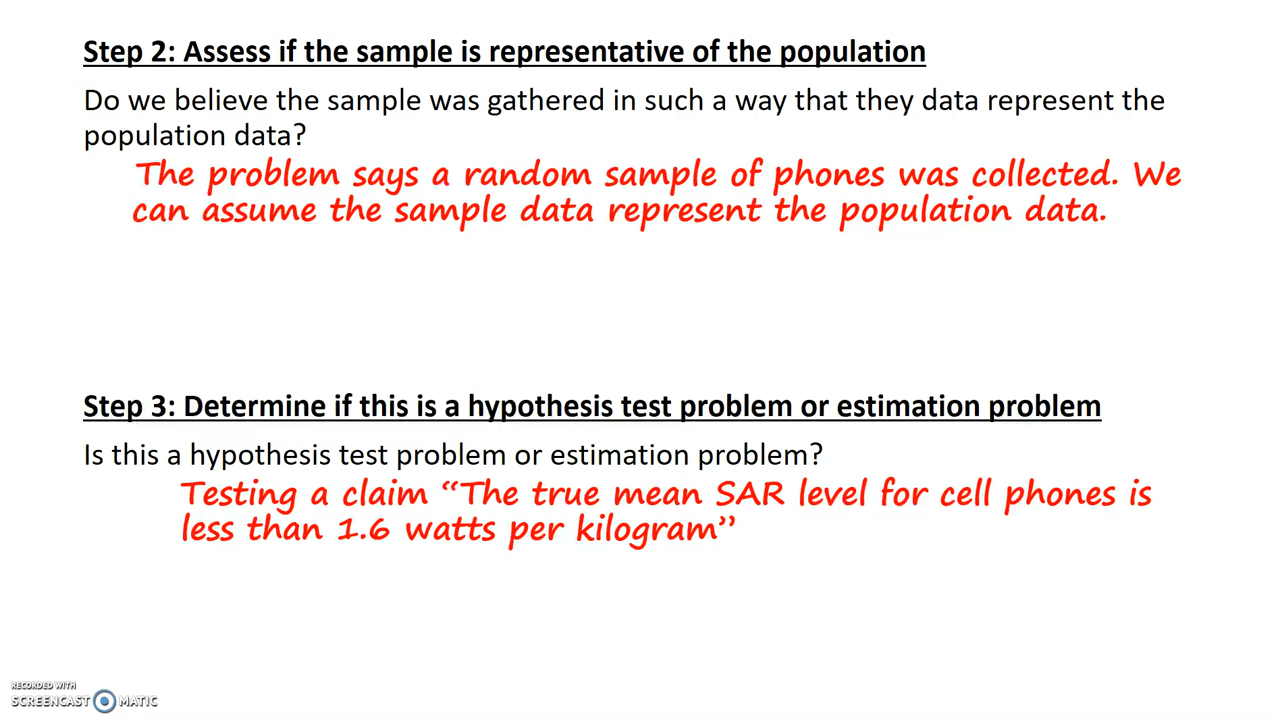 Step 2: Assess if the sample is representative of the population
Do we believe the sample was gathered in such a way that they data represent the
population data?
The problem says a random sample of phones was collected. We
can assume the sample data represent the population data.
Step 3: Determine if this is a hypothesis test problem or estimation problem
Is this a hypothesis test problem or estimation problem?
Testing a claim “The true mean SAR level for cell phones is
less than 1.6 watts per kilogram”
RECORDED WITH
SCREENCAST MATIC